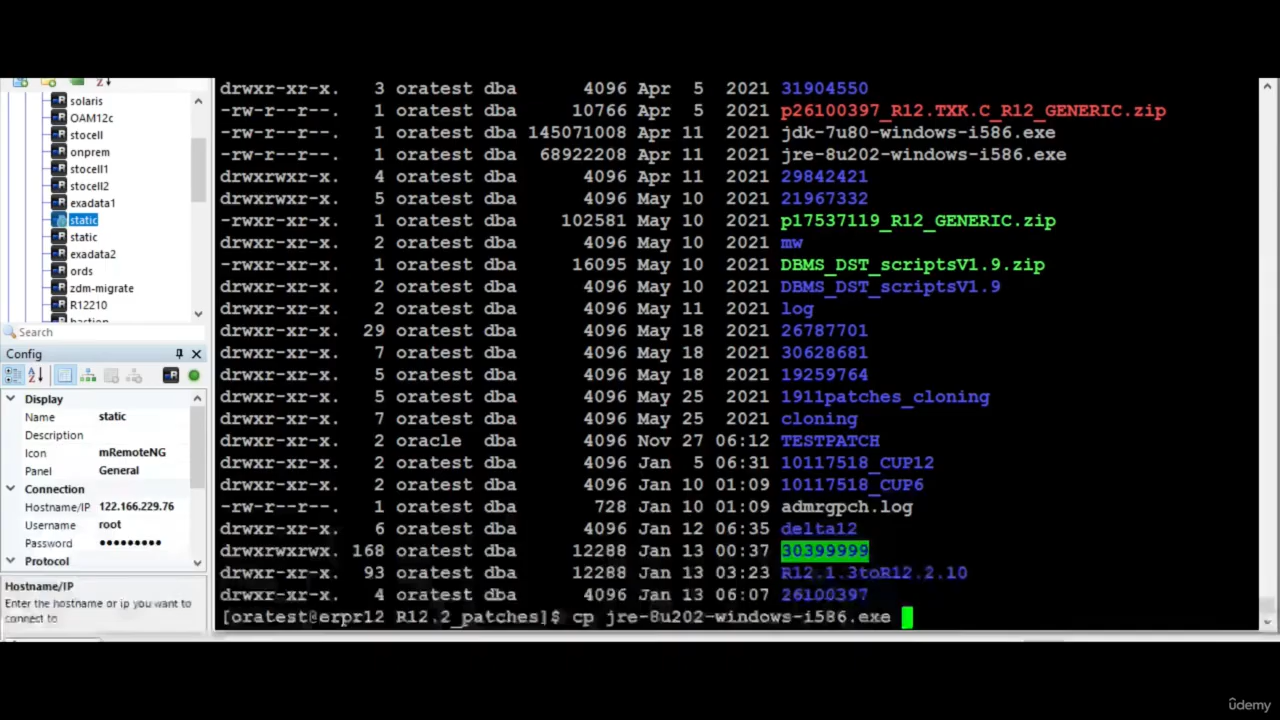 solaris
OAM12c
stocell
onprem
stocell1
stocell2
exadata1
static
static
exadata2
ords
zdm-migrate
R12210
bastion
Search
Config
Display
Name static
Description
Icon mRemoteNG
Panel General
Connection
Hostname/IP 122.166.229.76
Username root
Password ●●●●●●●●●
Protocol
Hostname/IP
Enter the hostname or ip you want to
connect to
drwxr-xr-x. 3 oratest dba 4096 Apr 5 2021 31904550
-rw-r--r--. 1 oratest dba 10766 Apr 5 2021 p26100397_R12.TXK.C_R12_GENERIC.zip
-rw-r--r--. 1 oratest dba 145071008 Apr 11 2021 jdk-7u80-windows-i586.exe
-rw-r--r--. 1 oratest dba 68922208 Apr 11 2021 jre-8u202-windows-i586.exe
drwxrwxr-x. 4 oratest dba 4096 Apr 11 2021 29842421
drwxrwxr-x. 5 oratest dba 4096 May 10 2021 21967332
-rwxrwxr-x. 1 oratest dba 102581 May 10 2021 p17537119_R12_GENERIC.zip
drwxr-xr-x. 2 oratest dba 4096 May 10 2021 mw
-rwxr-xr-x. 1 oratest dba 16095 May 10 2021 DBMS_DST_scriptsV1.9.zip
drwxr-xr-x. 2 oratest dba 4096 May 10 2021 DBMS_DST_scriptsV1.9
drwxr-xr-x. 2 oratest dba 4096 May 11 2021 log
drwxr-xr-x. 29 oratest dba 4096 May 18 2021 26787701
drwxr-xr-x. 7 oratest dba 4096 May 18 2021 30628681
drwxr-xr-x. 5 oratest dba 4096 May 18 2021 19259764
drwxr-xr-x. 5 oratest dba 4096 May 25 2021 1911patches_cloning
drwxr-xr-x. 7 oratest dba 4096 May 25 2021 cloning
drwxr-xr-x. 2 oracle dba 4096 Nov 27 06:12 TESTPATCH
drwxr-xr-x. 2 oratest dba 4096 Jan 5 06:31 10117518_CUP12
drwxr-xr-x. 2 oratest dba 4096 Jan 10 01:09 10117518_CUP6
-rw-r--r--. 1 oratest dba 728 Jan 10 01:09 admrgpch.log
drwxr-xr-x. 6 oratest dba 4096 Jan 12 06:35 delta12
drwxrwxrwx. 168 oratest dba 12288 Jan 13 00:37 30399999
drwxr-xr-x. 93 oratest dba 12288 Jan 13 03:23 R12.1.3toR12.2.10
drwxr-xr-x. 4 oratest dba 4096 Jan 13 06:07 26100397
[oratest@erpr12 R12.2_patches]$ cp jre-8u202-windows-i586.exe
ûdemy